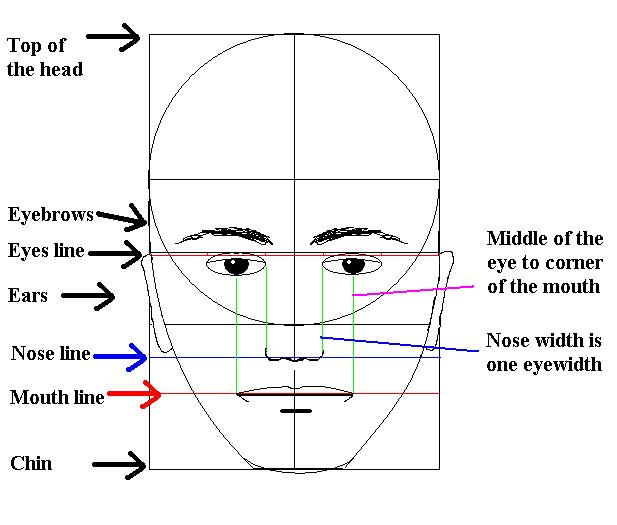 Top of
the head
Eyebrows
Eyes line
Ears
Nose line
Mouth line
Chin
Middle of the
eye to corner
of the mouth
Nose width is
one eyewidth